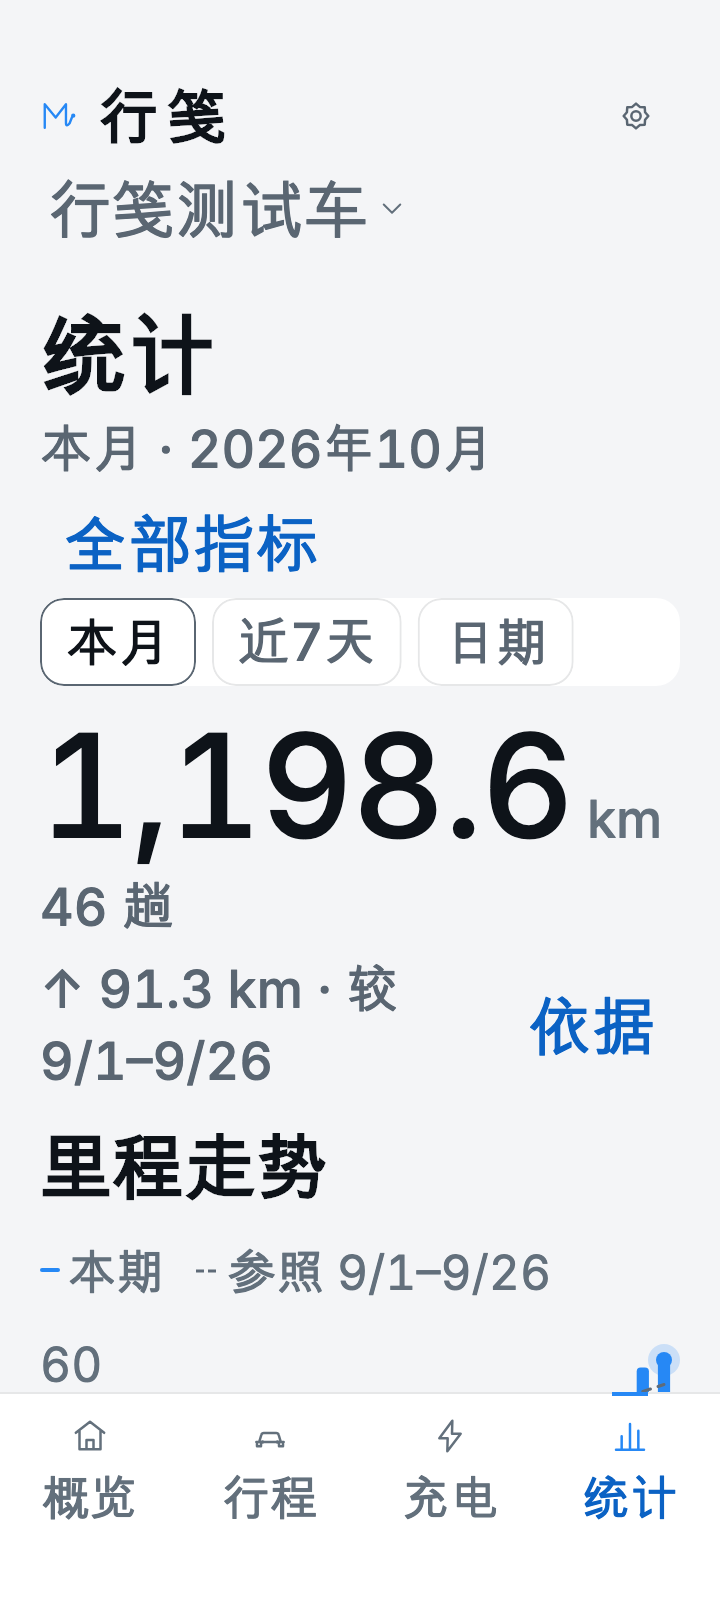 行笺
行笺测试车
统计
本月 · 2026年10月
全部指标
本月 近7天 日期
1,198.6 km
46 趟
↑ 91.3 km · 较
9/1–9/26
依据
里程走势
本期 参照 9/1–9/26
60
概览 行程 充电 统计